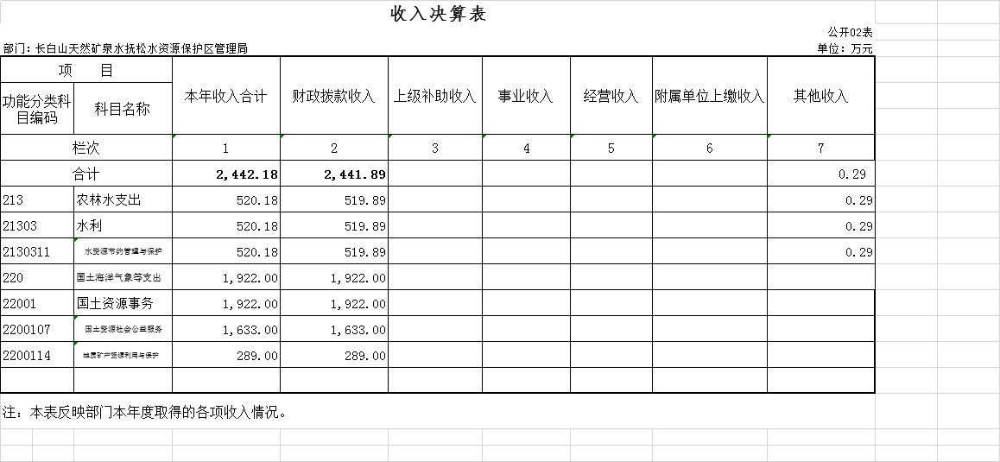 收入决算表
公开02表
部门：长白山天然矿泉水抚松水资源保护区管理局 单位：万元
项 目 本年收入合计 财政拨款收入 上级补助收入 事业收入 经营收入 附属单位上缴收入 其他收入
功能分类科目编码 科目名称
栏次 1 2 3 4 5 6 7
合计 2,442.18 2,441.89 0.29
213 农林水支出 520.18 519.89 0.29
21303 水利 520.18 519.89 0.29
2130311 水资源节约管理与保护 520.18 519.89 0.29
220 国土海洋气象等支出 1,922.00 1,922.00
22001 国土资源事务 1,922.00 1,922.00
2200107 国土资源社会公益服务 1,633.00 1,633.00
2200114 地质矿产资源利用与保护 289.00 289.00
注：本表反映部门本年度取得的各项收入情况。